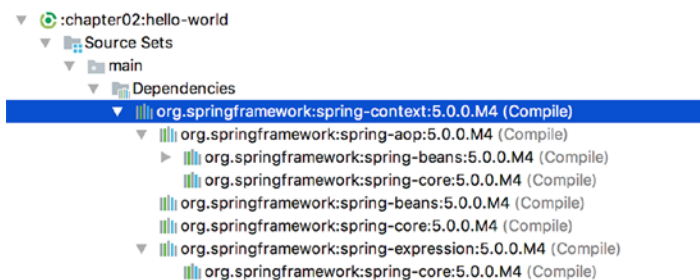 :chapter02:hello-world
Source Sets
main
Dependencies
org.springframework:spring-context:5.0.0.M4 (Compile)
org.springframework:spring-aop:5.0.0.M4 (Compile)
org.springframework:spring-beans:5.0.0.M4 (Compile)
org.springframework:spring-core:5.0.0.M4 (Compile)
org.springframework:spring-beans:5.0.0.M4 (Compile)
org.springframework:spring-core:5.0.0.M4 (Compile)
org.springframework:spring-expression:5.0.0.M4 (Compile)
org.springframework:spring-core:5.0.0.M4 (Compile)